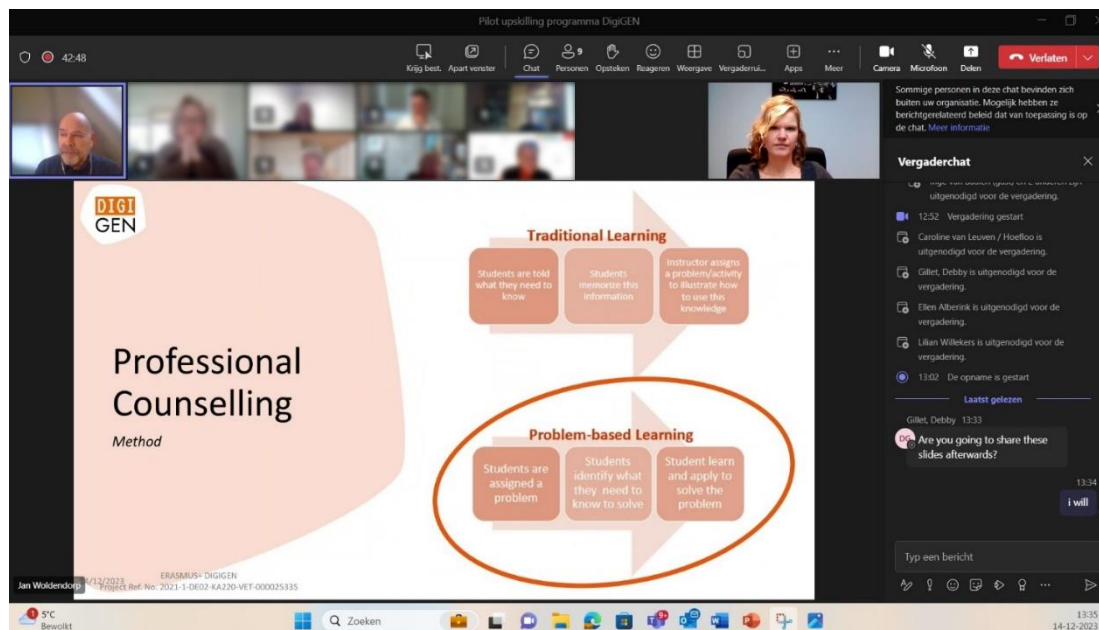 Pilot upskilling programma DigiGEN
42:48
Krijg best.
Apart venster
Chat
Personen
9
Opsteken
Reageren
Weergave
Vergaderrui...
Apps
Meer
Camera
Microfoon
Delen
Verlaten
Sommige personen in deze chat bevinden zich
buiten uw organisatie. Mogelijk hebben ze
berichtgerelateerd beleid dat van toepassing is op
de chat. Meer informatie
Vergaderchat
uitgenodigd voor de vergadering.
12:52 Vergadering gestart
Caroline van Leuven / Hoefloo is
uitgenodigd voor de vergadering.
Gillet, Debby is uitgenodigd voor de
vergadering.
Ellen Alberink is uitgenodigd voor de
vergadering.
Lilian Willekers is uitgenodigd voor de
vergadering.
13:02 De opname is gestart
Laatst gelezen
Gillet, Debby 13:33
DG
Are you going to share these
slides afterwards?
13:34
i will
Typ een bericht
DIGI
GEN
Professional
Counselling
Method
Traditional Learning
Students are told
what they need to
know
Students
memorize this
information
Instructor assigns
a problem/activity
to illustrate how
to use this
knowledge
Problem-based Learning
Students are
assigned a
problem
Students
identify what
they need to
know to solve
Student learn
and apply to
solve the
problem
Jan Woldendorp
/12/2023
ERASMUS+ DIGIGEN
Project Ref. No. 2021-1-DE02-KA220-VET-000025335
1
5°C
Bewolkt
Zoeken
13:35
14-12-2023